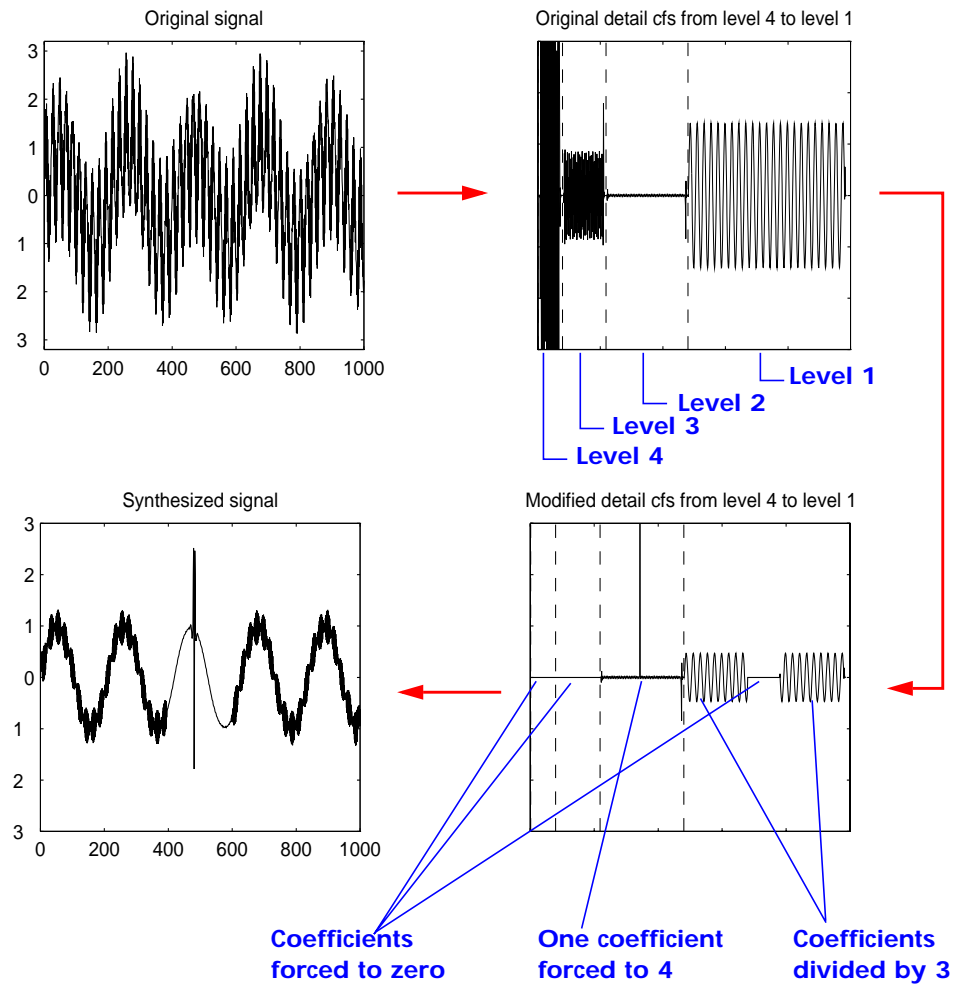 Original signal
Original detail cfs from level 4 to level 1
3
2
1
0
1
2
3
0 200 400 600 800 1000
Level 1
Level 2
Level 3
Level 4
Synthesized signal
Modified detail cfs from level 4 to level 1
3
2
1
0
1
2
3
0 200 400 600 800 1000
Coefficients
forced to zero
One coefficient
forced to 4
Coefficients
divided by 3